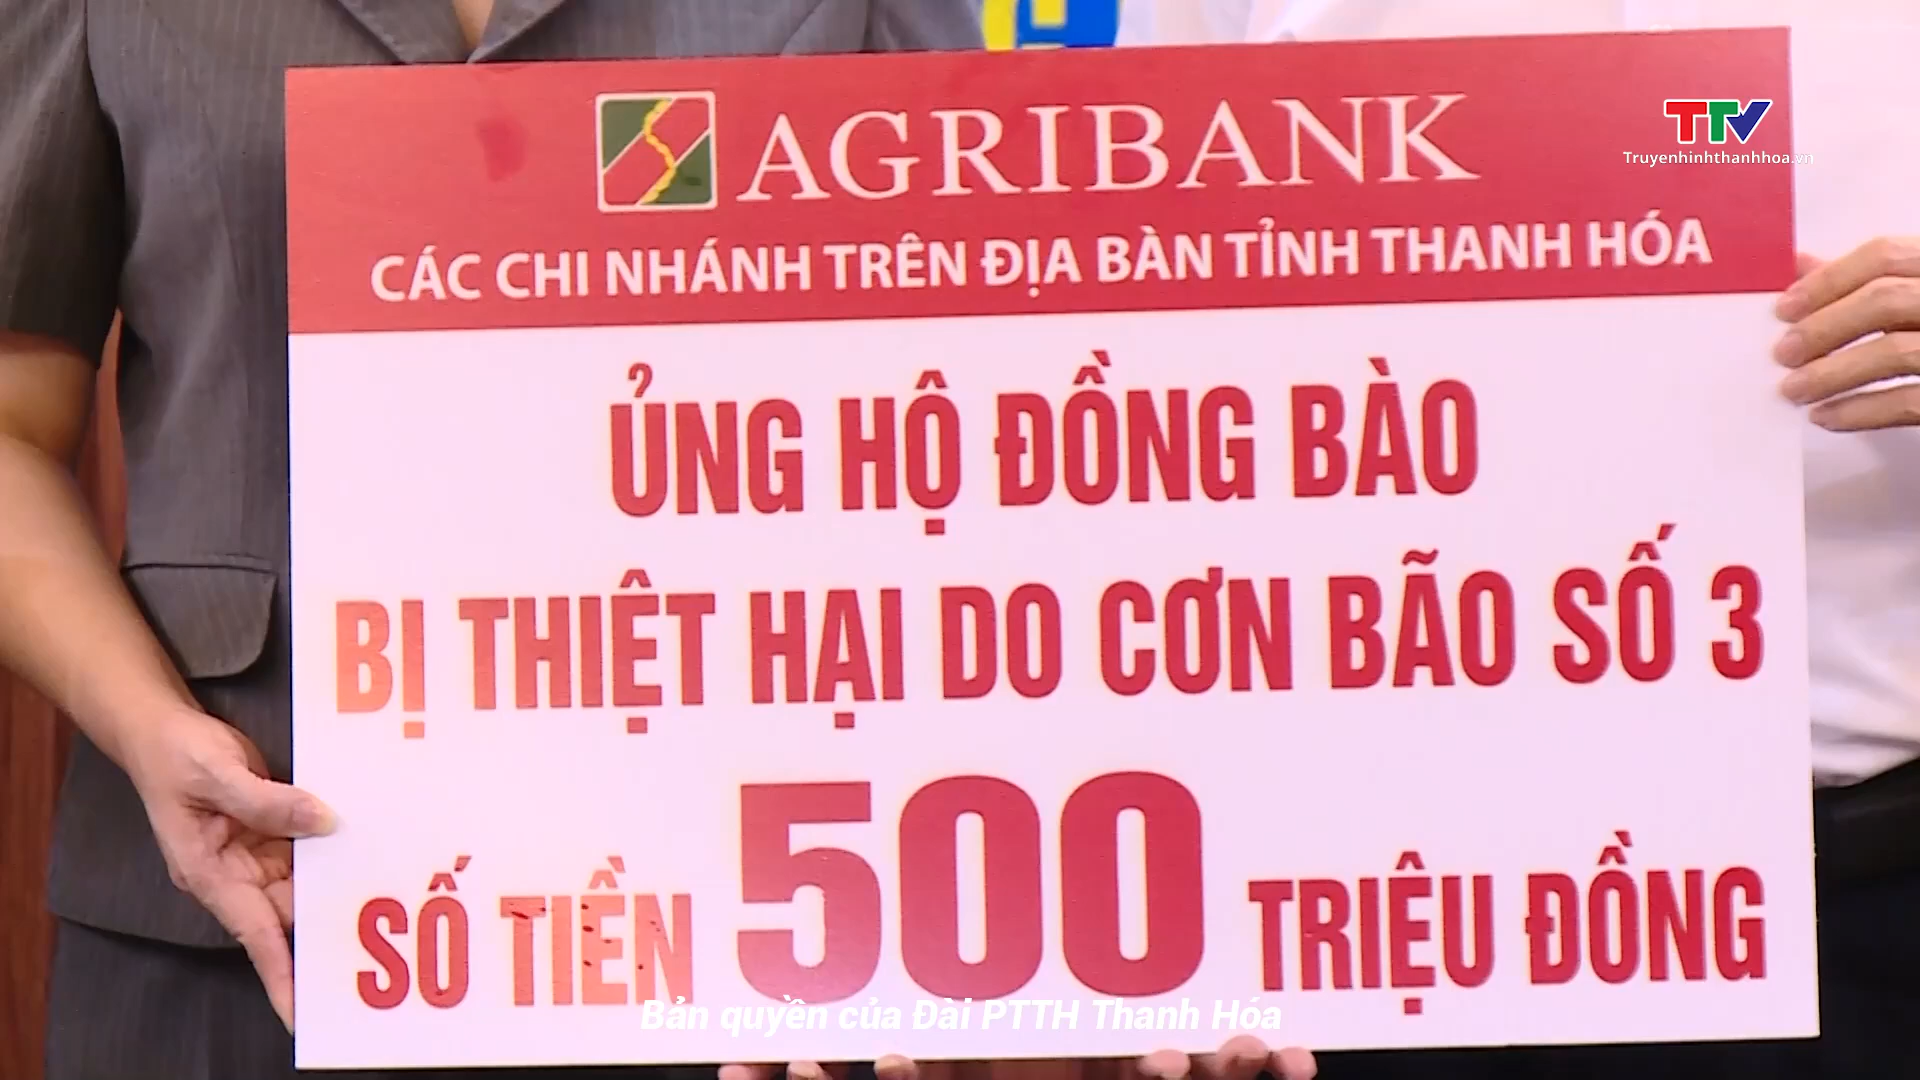 AGRIBANK
TTV
Truyenhinhthanhhoa.vn
CÁC CHI NHÁNH TRÊN ĐỊA BÀN TỈNH THANH HÓA
ỦNG HỘ ĐỒNG BÀO
BỊ THIỆT HẠI DO CƠN BÃO SỐ 3
SỐ TIỀN 500 TRIỆU ĐỒNG
Bản quyền của Đài PTTH Thanh Hóa